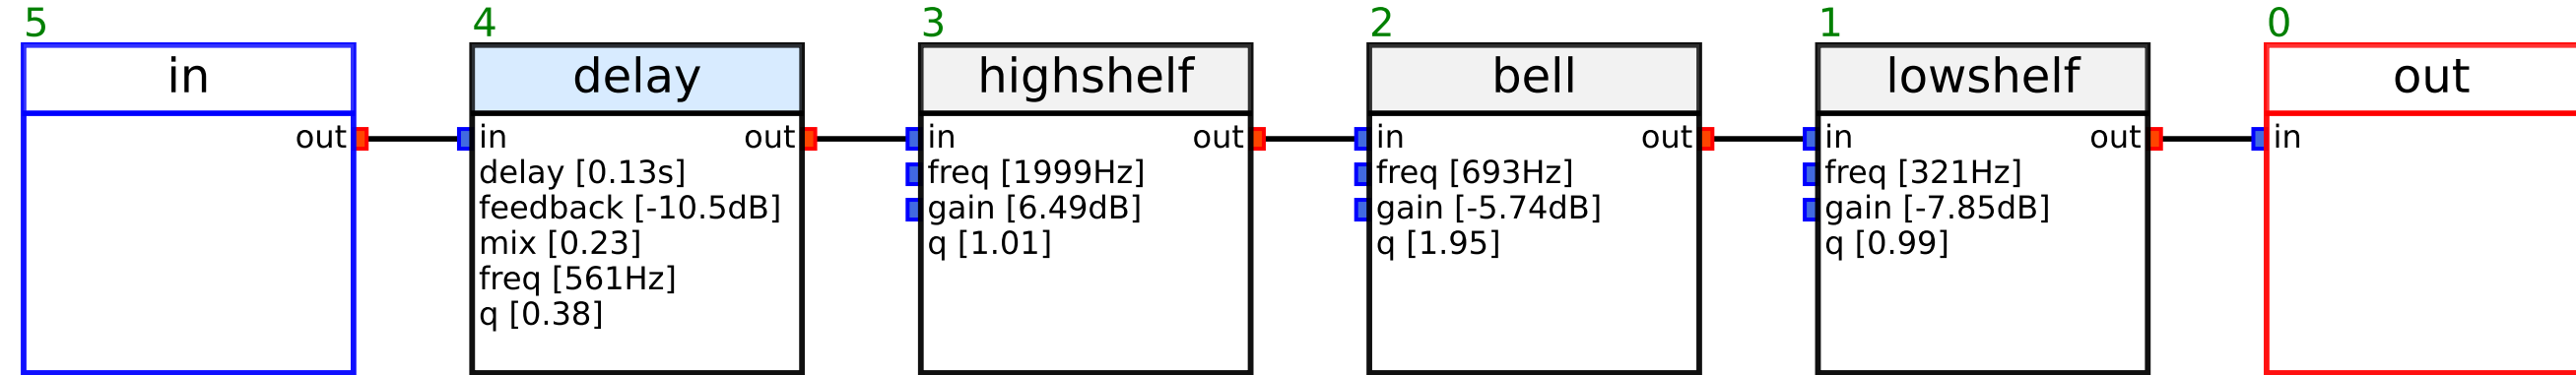 5
in
out
4
delay
in out
delay [0.13s]
feedback [-10.5dB]
mix [0.23]
freq [561Hz]
q [0.38]
3
highshelf
in out
freq [1999Hz]
gain [6.49dB]
q [1.01]
2
bell
in out
freq [693Hz]
gain [-5.74dB]
q [1.95]
1
lowshelf
in out
freq [321Hz]
gain [-7.85dB]
q [0.99]
0
out
in